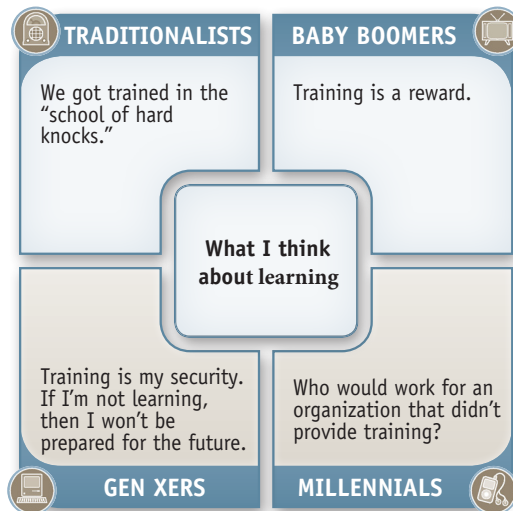 TRADITIONALISTS
We got trained in the
“school of hard
knocks.”
BABY BOOMERS
Training is a reward.
What I think
about learning
Training is my security.
If I’m not learning,
then I won’t be
prepared for the future.
GEN XERS
Who would work for an
organization that didn’t
provide training?
MILLENNIALS